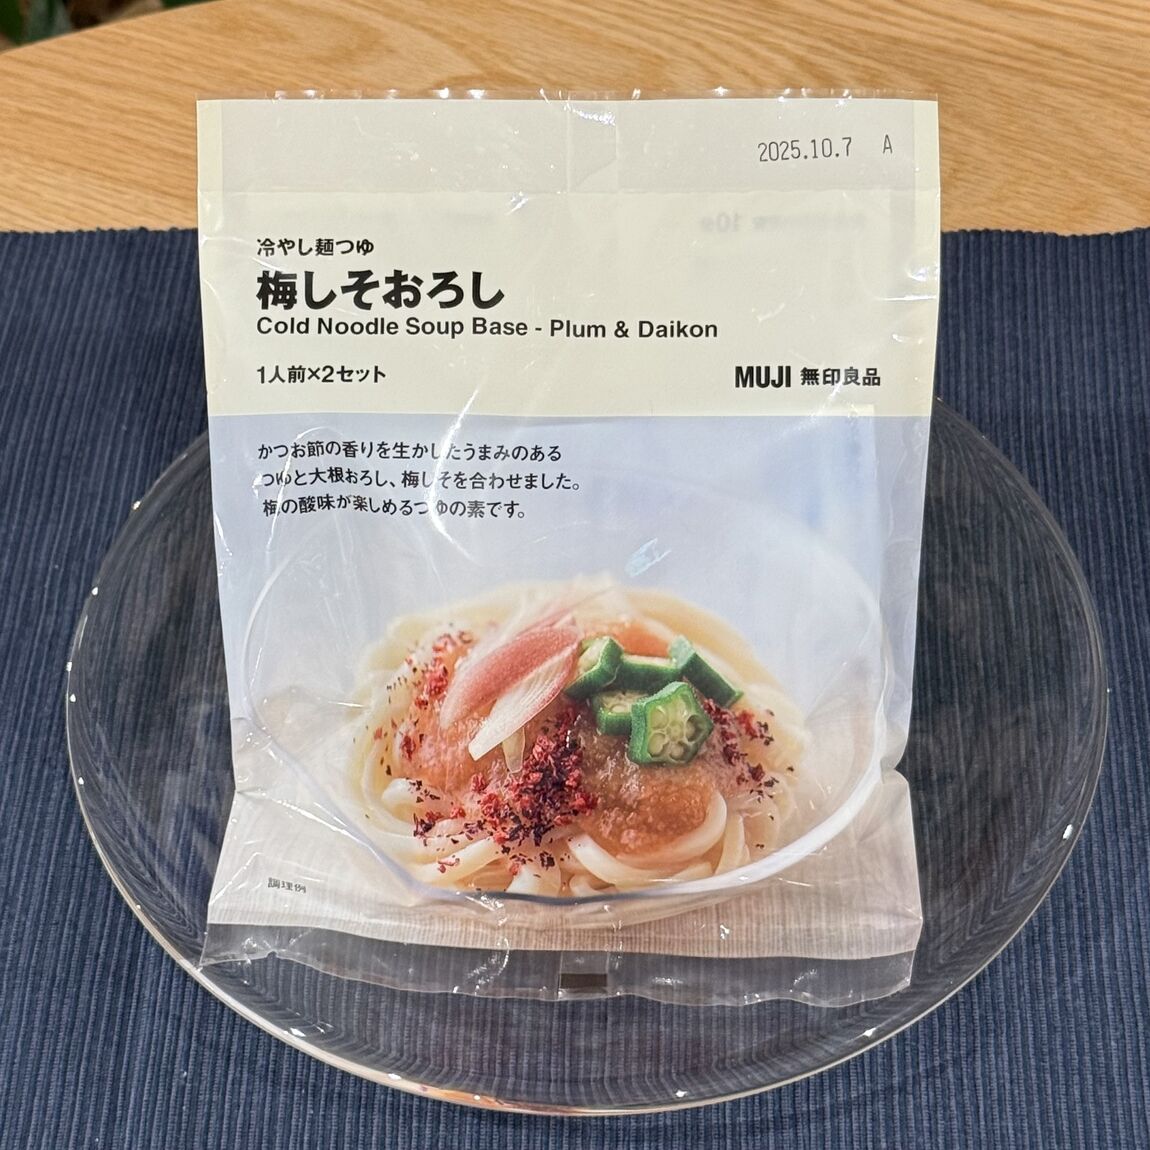 2025.10.7 A
冷やし麺つゆ
梅しそおろし
Cold Noodle Soup Base - Plum & Daikon
1人前×2セット
MUJI 無印良品
かつお節の香りを生かしたうまみのある
つゆと大根おろし、梅しそを合わせました。
梅の酸味が楽しめるつゆの素です。
調理例